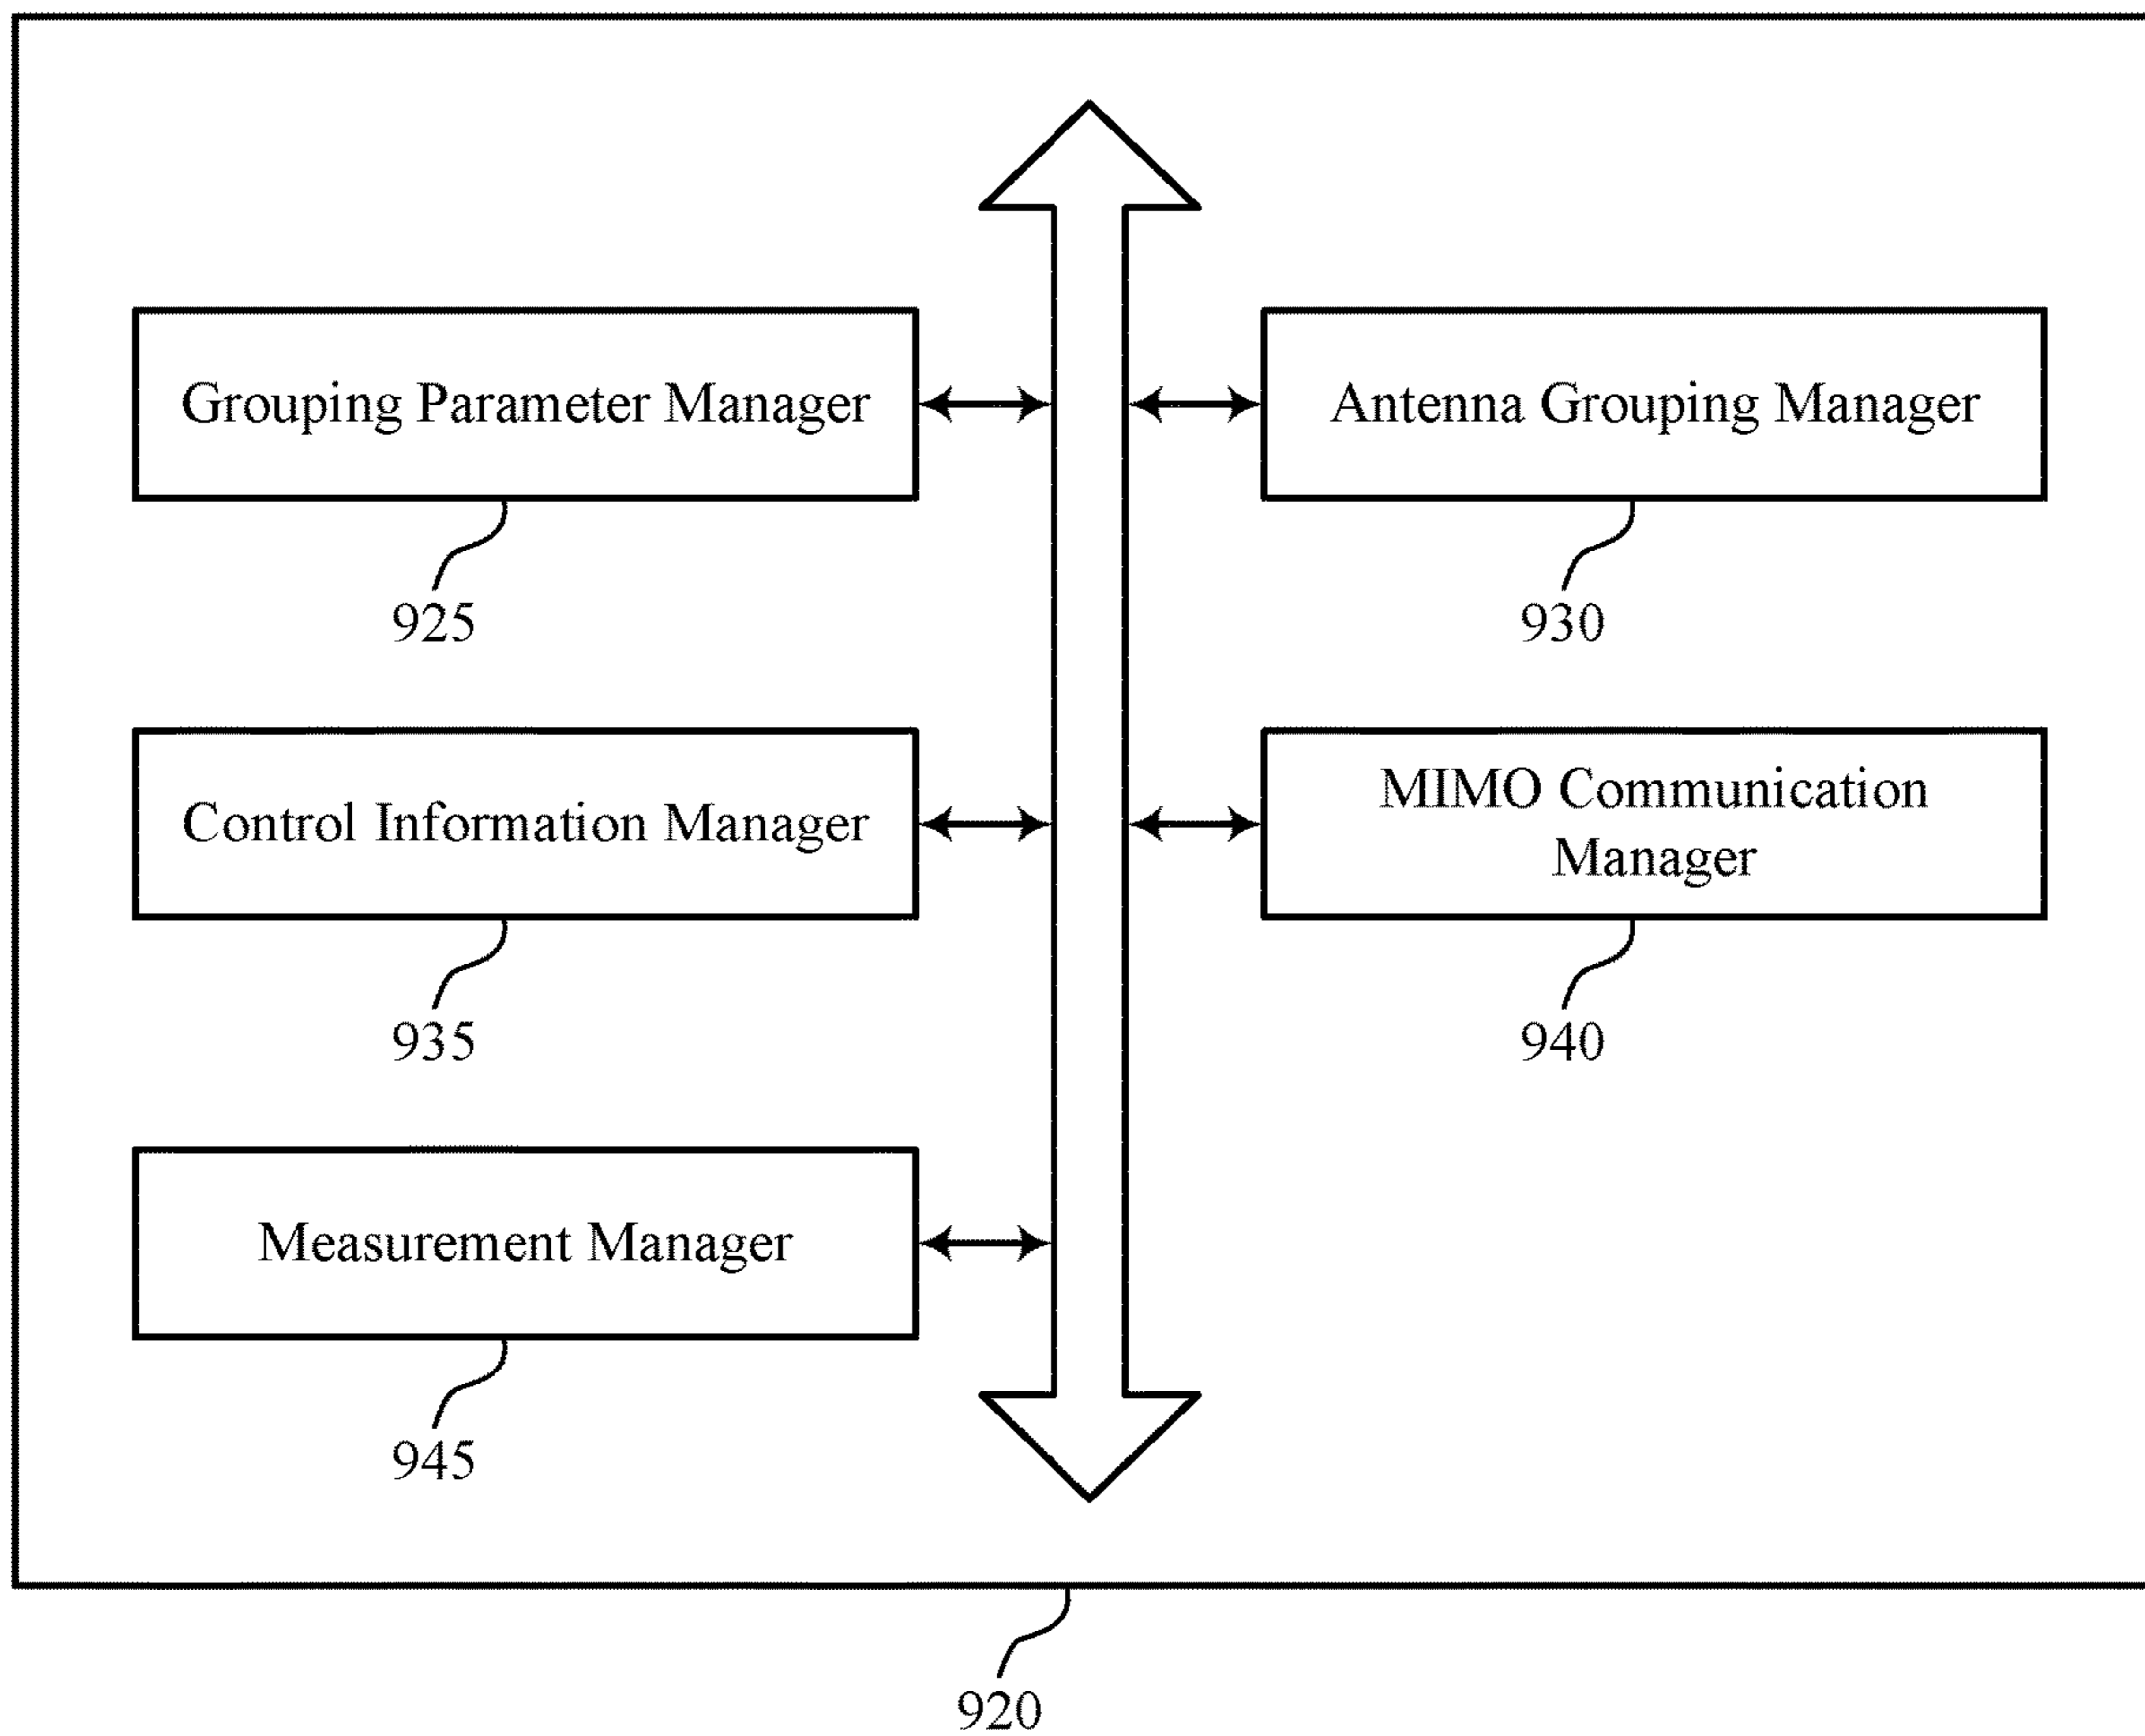 Grouping Parameter Manager
Antenna Grouping Manager
925
930
Control Information Manager
MIMO Communication
Manager
935
940
Measurement Manager
945
920